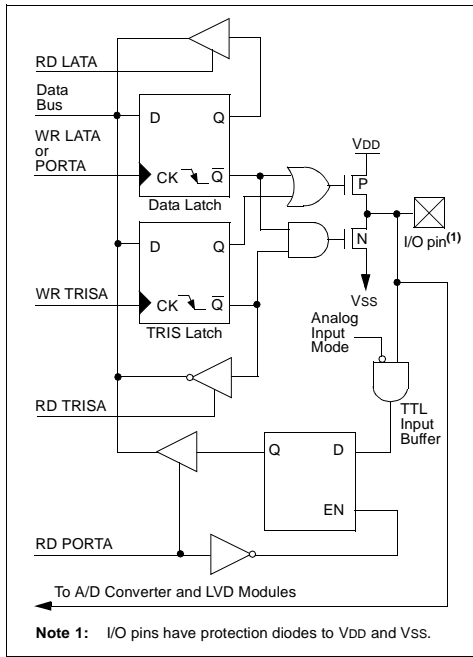 RD LATA
Data
Bus
D Q
WR LATA
or
PORTA
CK Q̅
Data Latch
VDD
P
N
I/O pin(1)
VSS
D Q
WR TRISA
CK Q̅
TRIS Latch
Analog
Input
Mode
TTL
Input
Buffer
RD TRISA
Q D
EN
RD PORTA
To A/D Converter and LVD Modules
Note 1: I/O pins have protection diodes to VDD and VSS.